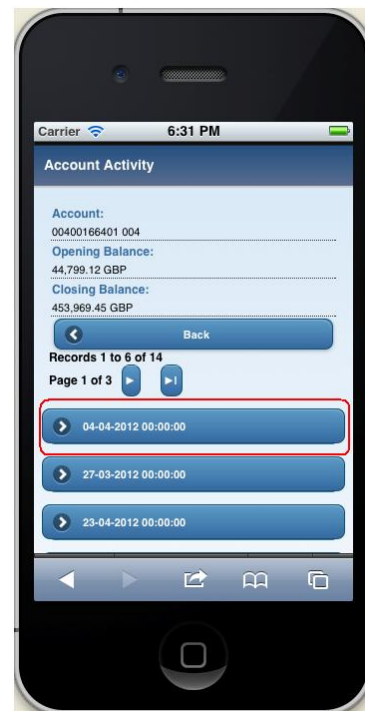 Carrier 6:31 PM
Account Activity
Account:
00400166401 004
Opening Balance:
44,799.12 GBP
Closing Balance:
453,969.45 GBP
Back
Records 1 to 6 of 14
Page 1 of 3
04-04-2012 00:00:00
27-03-2012 00:00:00
23-04-2012 00:00:00